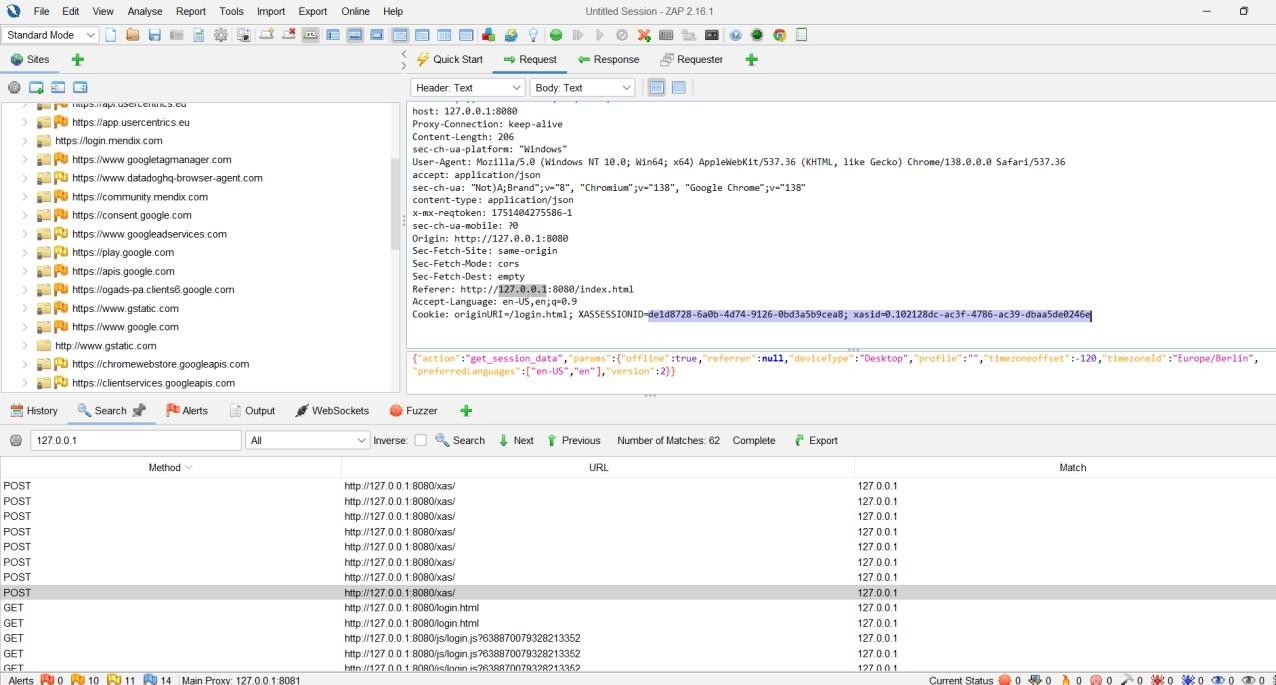 File Edit View Analyse Report Tools Import Export Online Help
Untitled Session - ZAP 2.16.1
Standard Mode
Sites
Quick Start Request Response Requester
Header: Text Body: Text
https://api.usercentrics.eu
https://app.usercentrics.eu
https://login.mendix.com
https://www.googletagmanager.com
https://www.datadoghq-browser-agent.com
https://community.mendix.com
https://consent.google.com
https://www.googleadservices.com
https://play.google.com
https://apis.google.com
https://ogads-pa.clients6.google.com
https://www.gstatic.com
https://www.google.com
http://www.gstatic.com
https://chromewebstore.googleapis.com
https://clientservices.googleapis.com
host: 127.0.0.1:8080
Proxy-Connection: keep-alive
Content-Length: 206
sec-ch-ua-platform: "Windows"
User-Agent: Mozilla/5.0 (Windows NT 10.0; Win64; x64) AppleWebKit/537.36 (KHTML, like Gecko) Chrome/138.0.0.0 Safari/537.36
accept: application/json
sec-ch-ua: "Not)A;Brand";v="8", "Chromium";v="138", "Google Chrome";v="138"
content-type: application/json
x-mx-reqtoken: 1751404275586-1
sec-ch-ua-mobile: ?0
Origin: http://127.0.0.1:8080
Sec-Fetch-Site: same-origin
Sec-Fetch-Mode: cors
Sec-Fetch-Dest: empty
Referer: http://127.0.0.1:8080/index.html
Accept-Language: en-US,en;q=0.9
Cookie: originURI=/login.html; XASSESSIONID=de1d8728-6a0b-4d74-9126-0bd3a5b9cea8; xasid=0.102128dc-ac3f-4786-ac39-dbaa5de0246e
{"action":"get_session_data","params":{"offline":true,"referrer":null,"deviceType":"Desktop","profile":"","timezoneoffset":-120,"timezoneId":"Europe/Berlin",
"preferredLanguages":["en-US","en"],"version":2}}
History Search Alerts Output WebSockets Fuzzer
127.0.0.1 All Inverse: Search Next Previous Number of Matches: 62 Complete Export
Method URL Match
POST http://127.0.0.1:8080/xas/ 127.0.0.1
POST http://127.0.0.1:8080/xas/ 127.0.0.1
POST http://127.0.0.1:8080/xas/ 127.0.0.1
POST http://127.0.0.1:8080/xas/ 127.0.0.1
POST http://127.0.0.1:8080/xas/ 127.0.0.1
POST http://127.0.0.1:8080/xas/ 127.0.0.1
POST http://127.0.0.1:8080/xas/ 127.0.0.1
POST http://127.0.0.1:8080/xas/ 127.0.0.1
GET http://127.0.0.1:8080/login.html 127.0.0.1
GET http://127.0.0.1:8080/login.html 127.0.0.1
GET http://127.0.0.1:8080/js/login.js?638870079328213352 127.0.0.1
GET http://127.0.0.1:8080/js/login.js?638870079328213352 127.0.0.1
GET http://127.0.0.1:8080/js/login.js?638870079328213352 127.0.0.1
Alerts 0 10 11 14 Main Proxy: 127.0.0.1:8081
Current Status 0 0 0 0 0 0 0 0 0